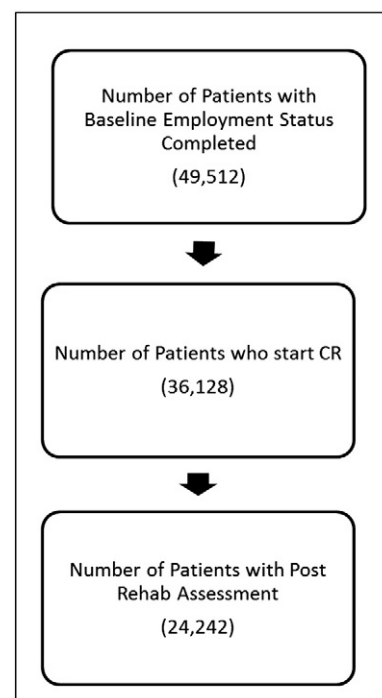 Number of Patients with
Baseline Employment Status
Completed
(49,512)
Number of Patients who start CR
(36,128)
Number of Patients with Post
Rehab Assessment
(24,242)